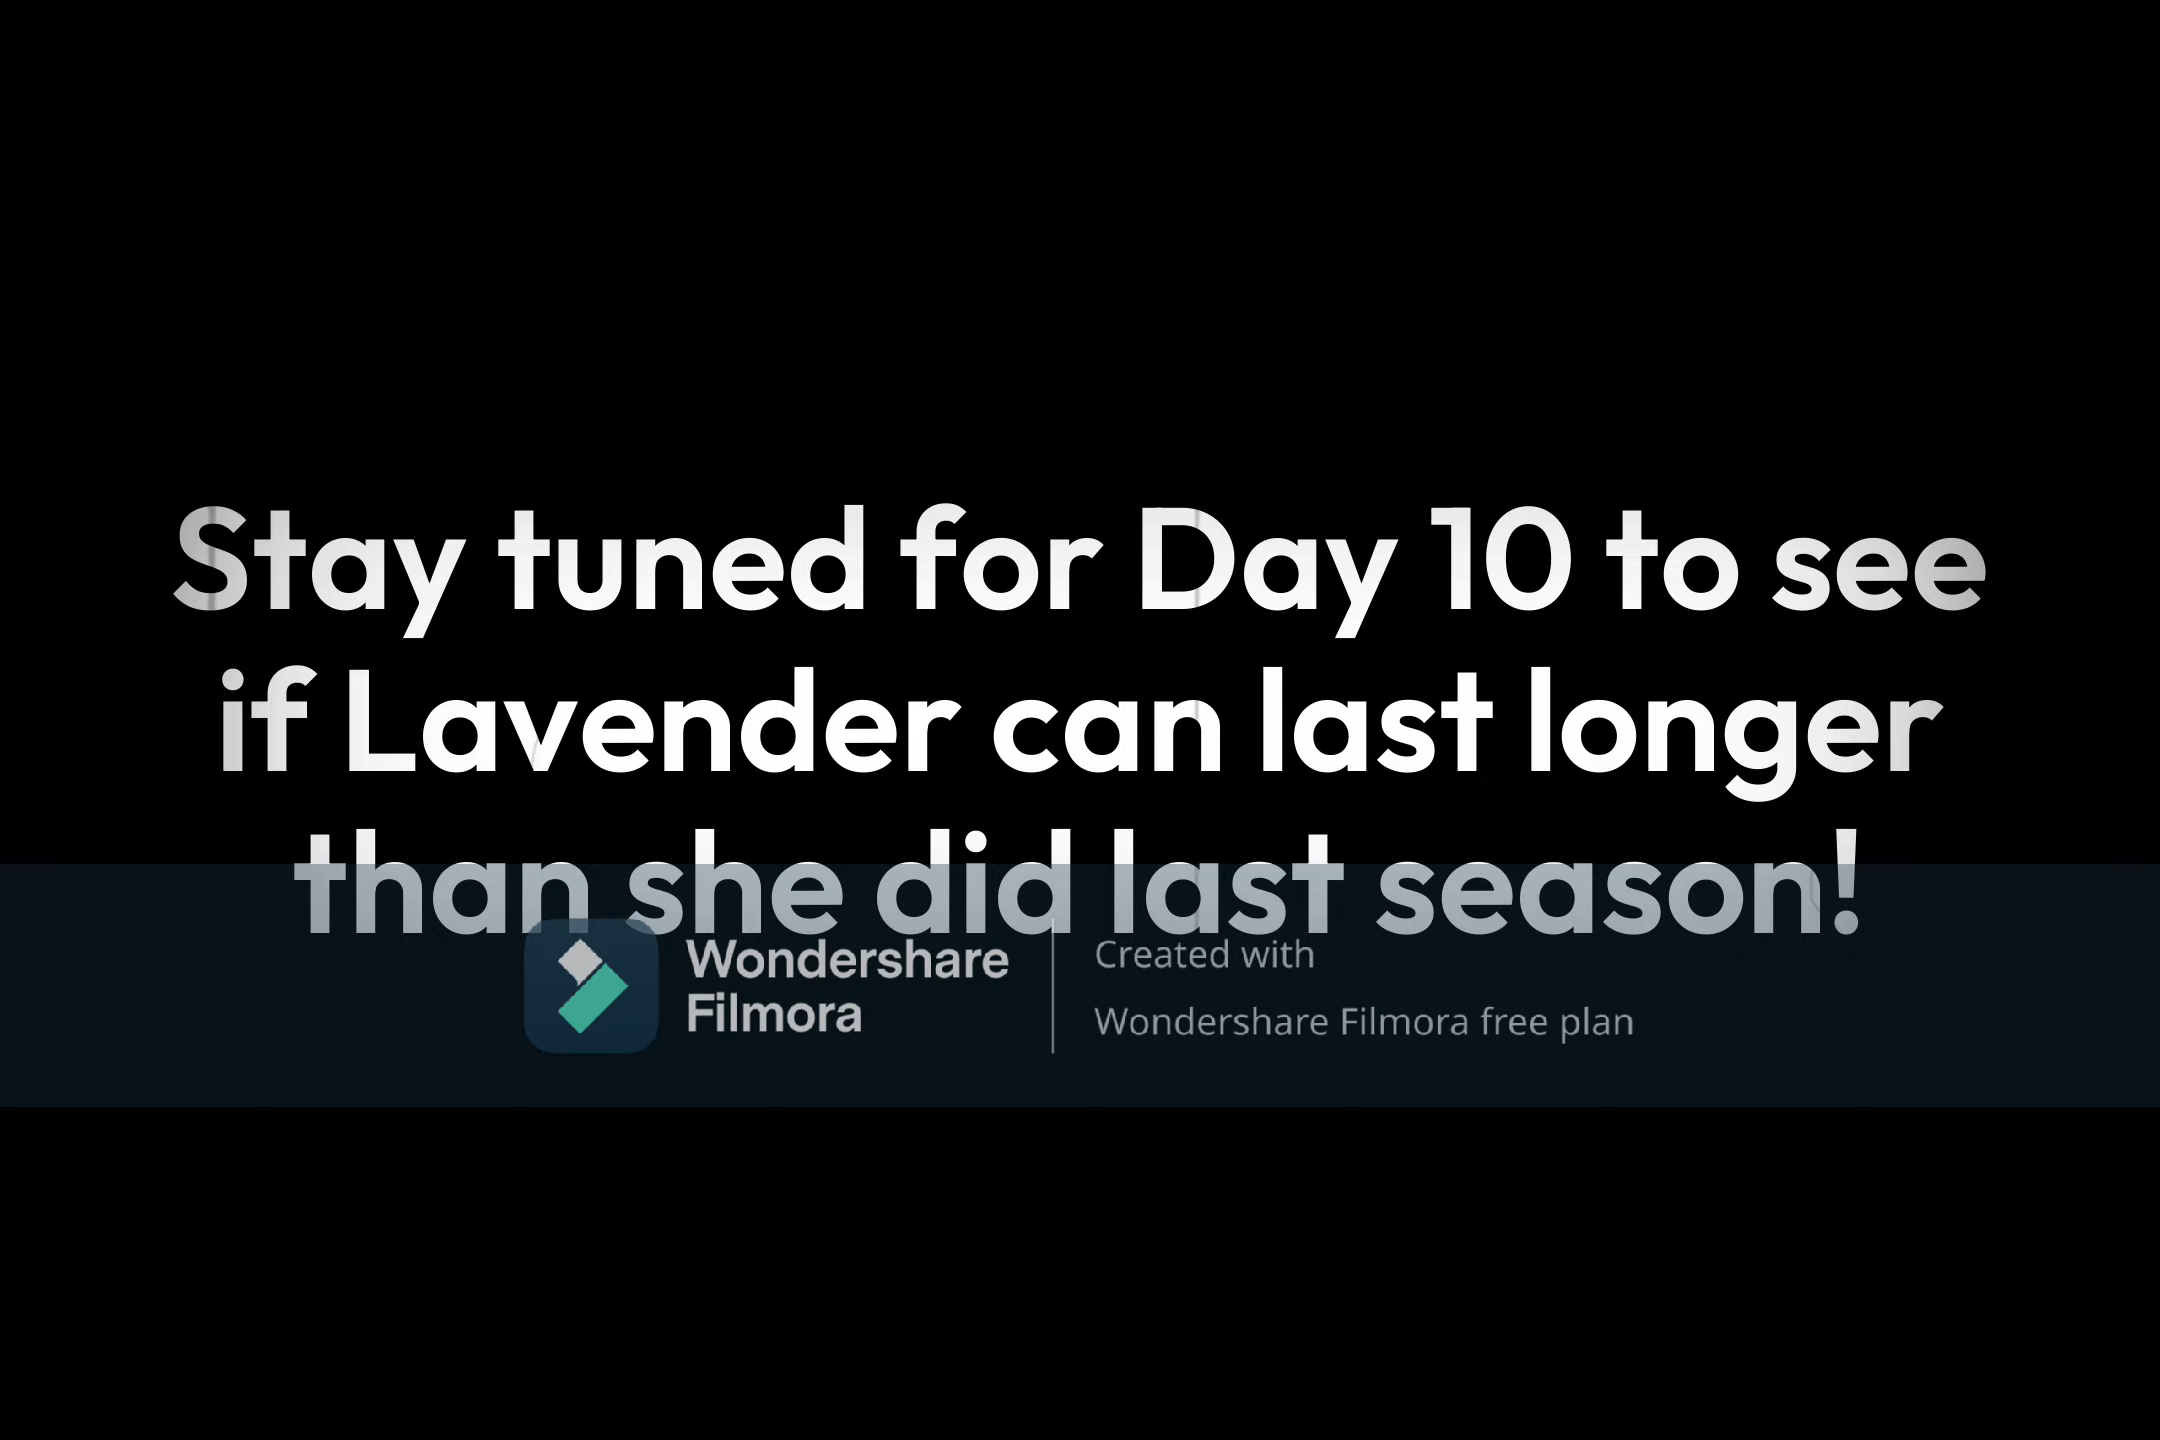 Stay tuned for Day 10 to see
if Lavender can last longer
than she did last season!
Wondershare
Filmora
Created with
Wondershare Filmora free plan